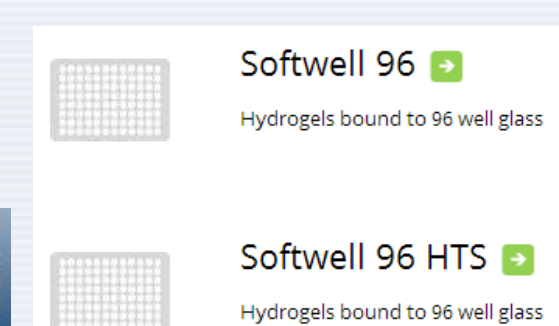 Softwell 96
Hydrogels bound to 96 well glass
Softwell 96 HTS
Hydrogels bound to 96 well glass